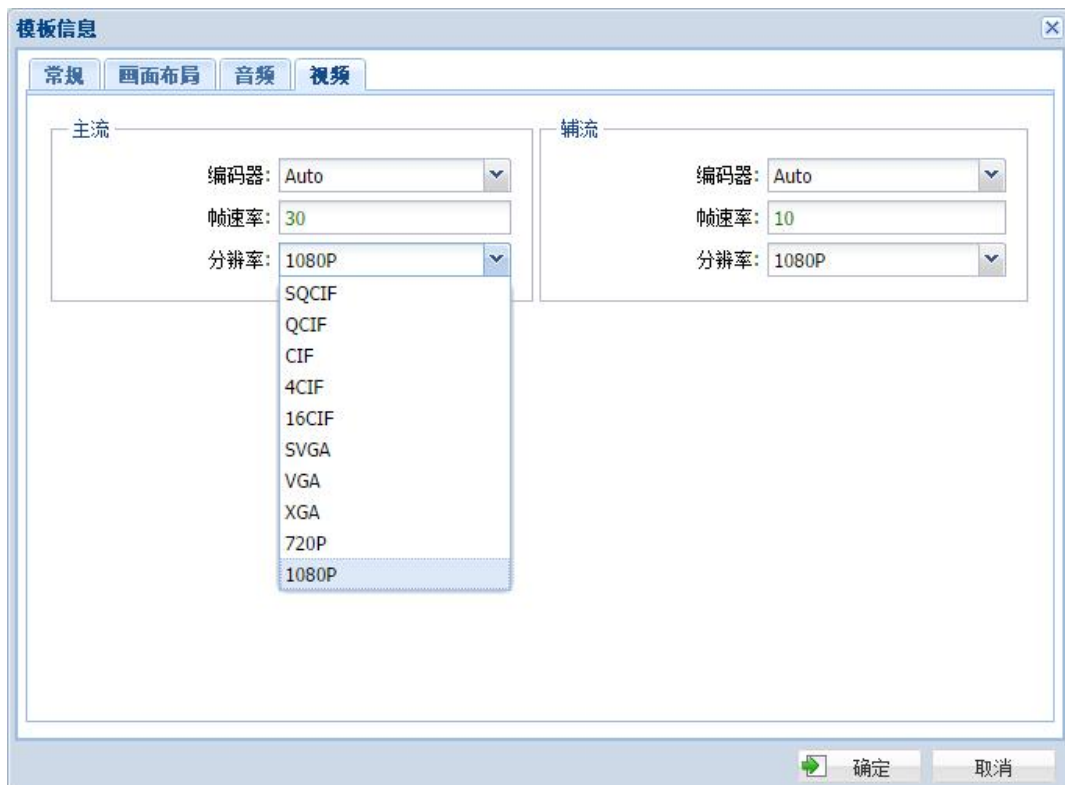 模板信息
常规 画面布局 音频 视频
主流 辅流
编码器: Auto 编码器: Auto
帧速率: 30 帧速率: 10
分辨率: 1080P 分辨率: 1080P
SQCIF
QCIF
CIF
4CIF
16CIF
SVGA
VGA
XGA
720P
1080P
确定 取消